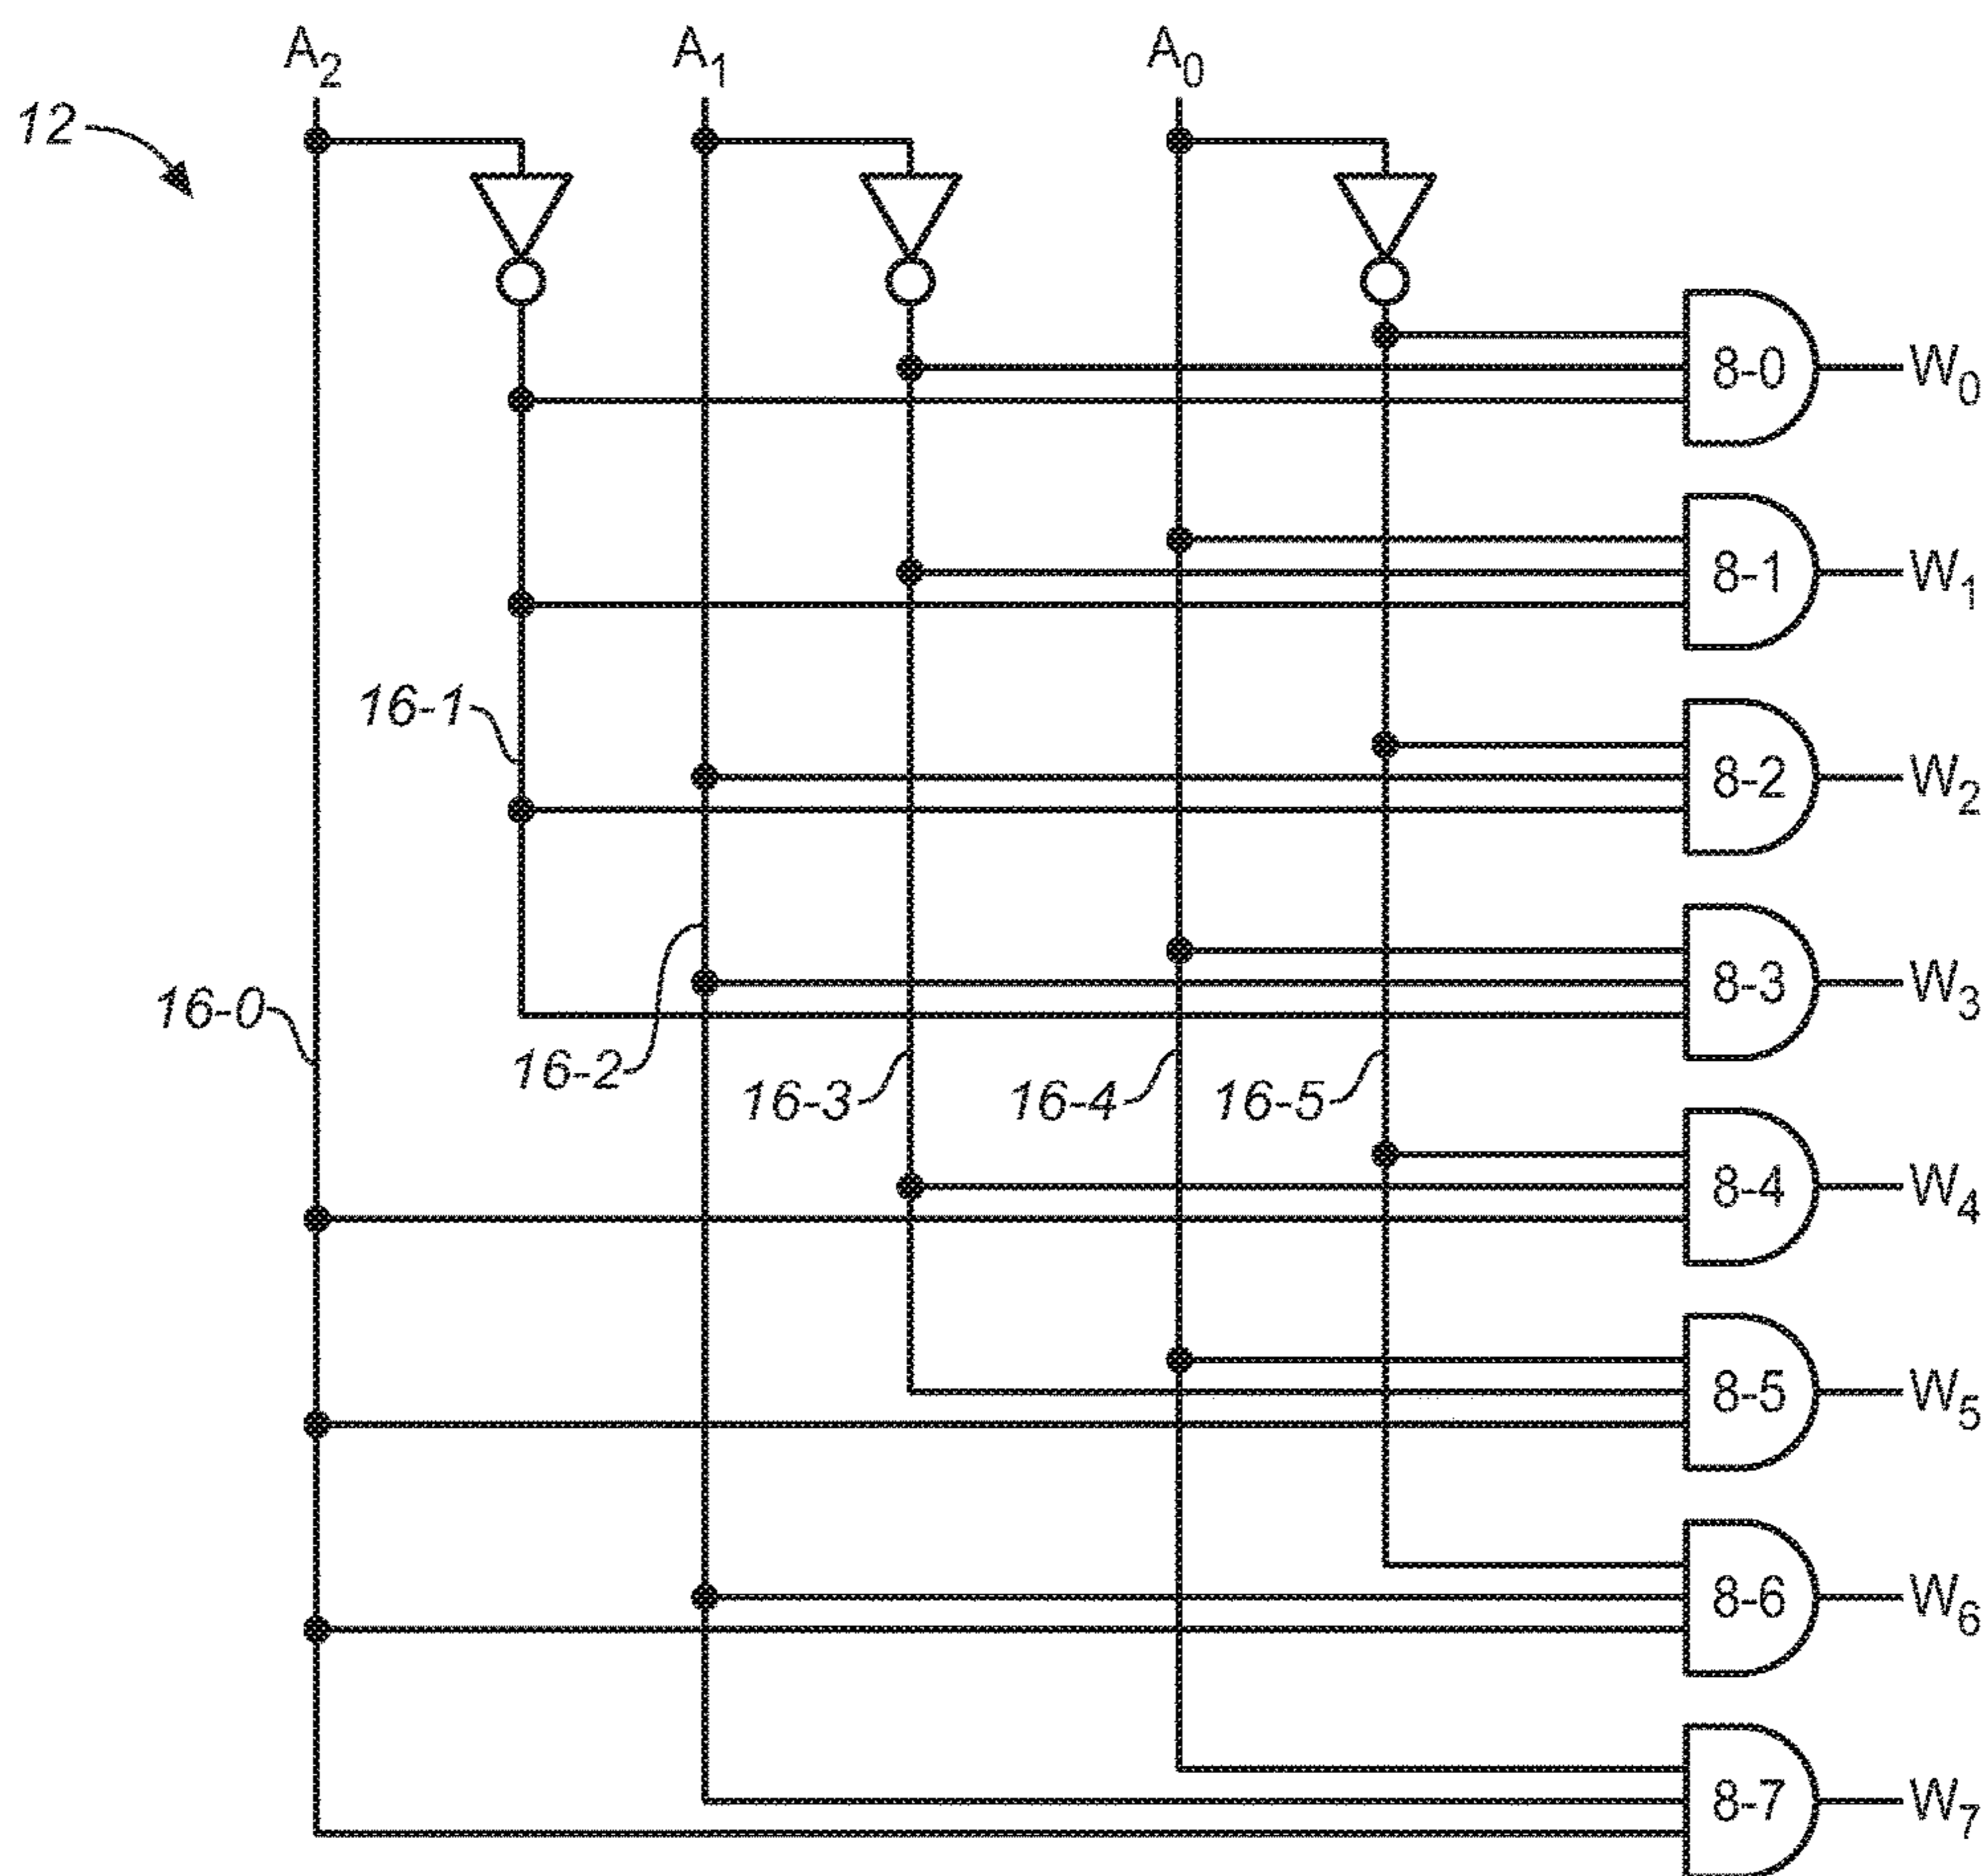 A₂ A₁ A₀
12
8-0 W₀
8-1 W₁
16-1
8-2 W₂
16-0 8-3 W₃
16-2 16-3 16-4 16-5
8-4 W₄
8-5 W₅
8-6 W₆
8-7 W₇